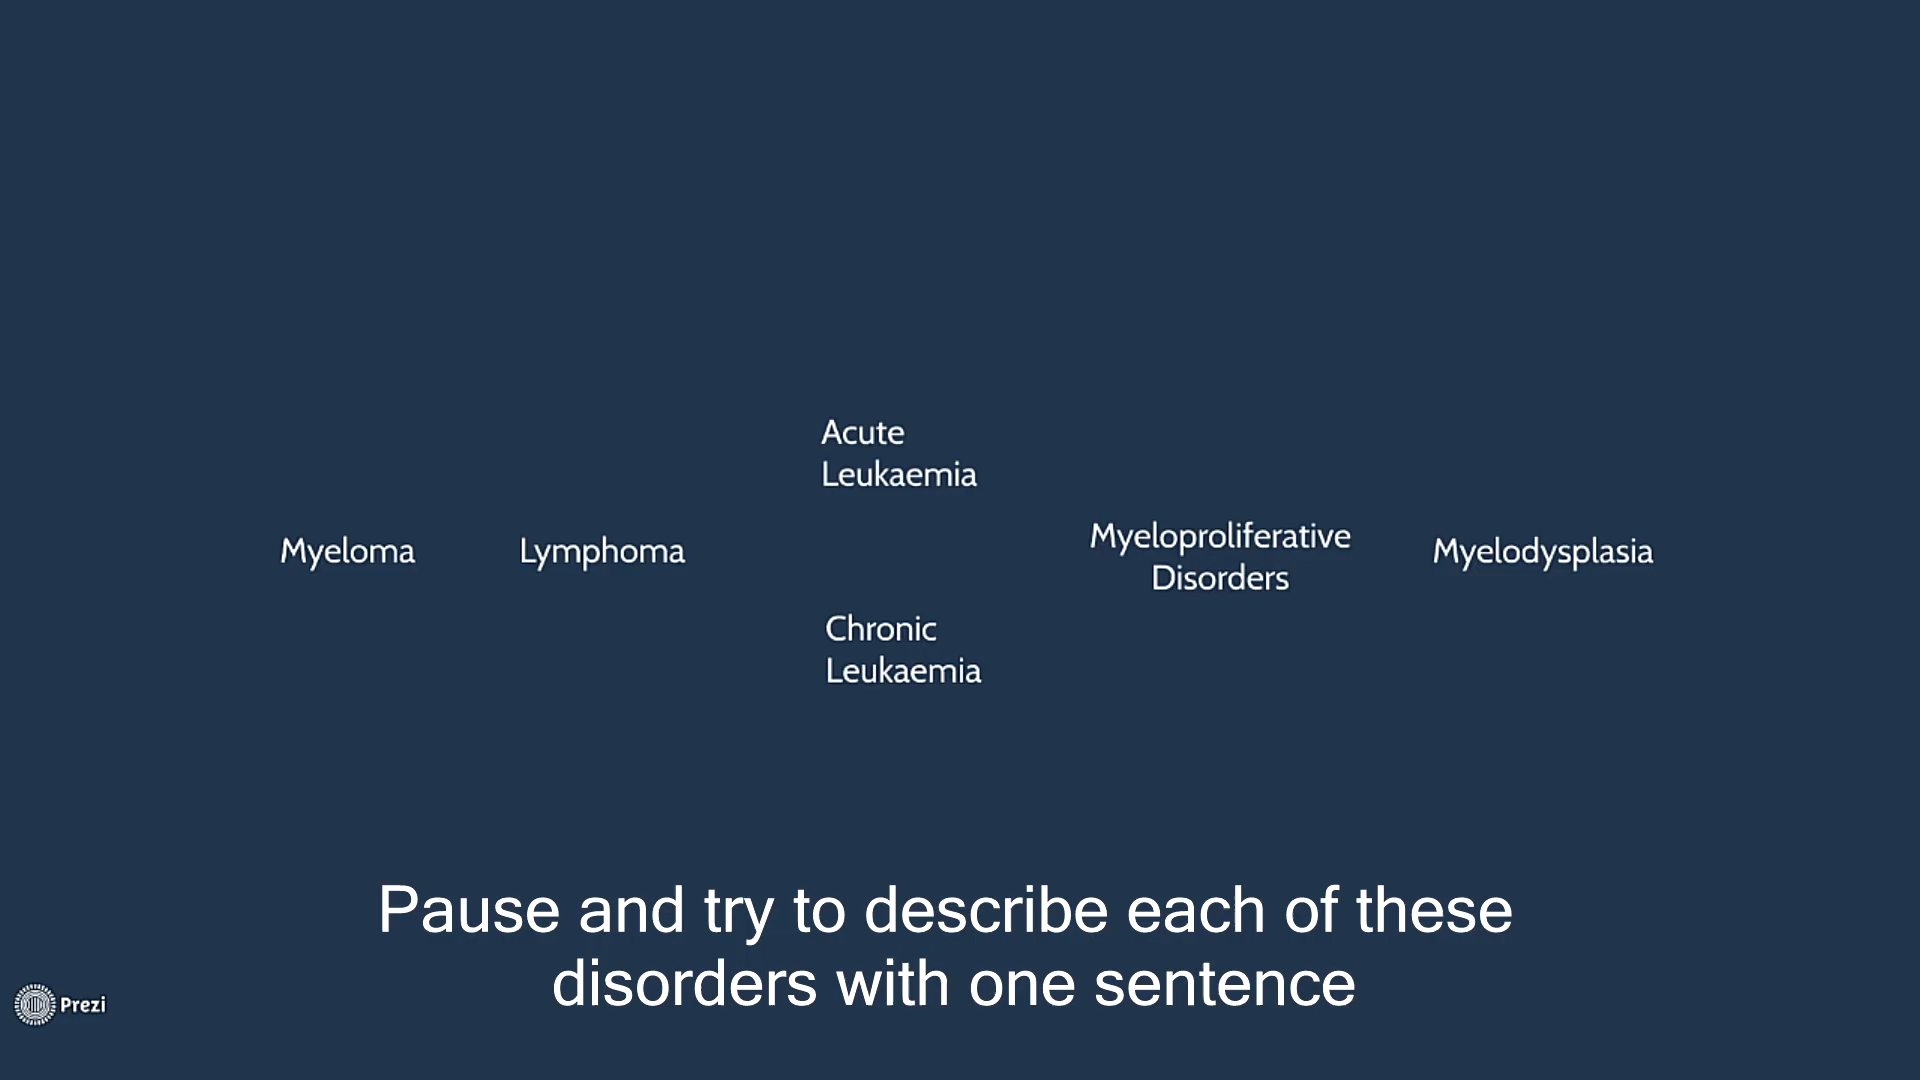 Acute
Leukaemia
Myeloma
Lymphoma
Myeloproliferative
Disorders
Myelodysplasia
Chronic
Leukaemia
Pause and try to describe each of these
disorders with one sentence
Prezi